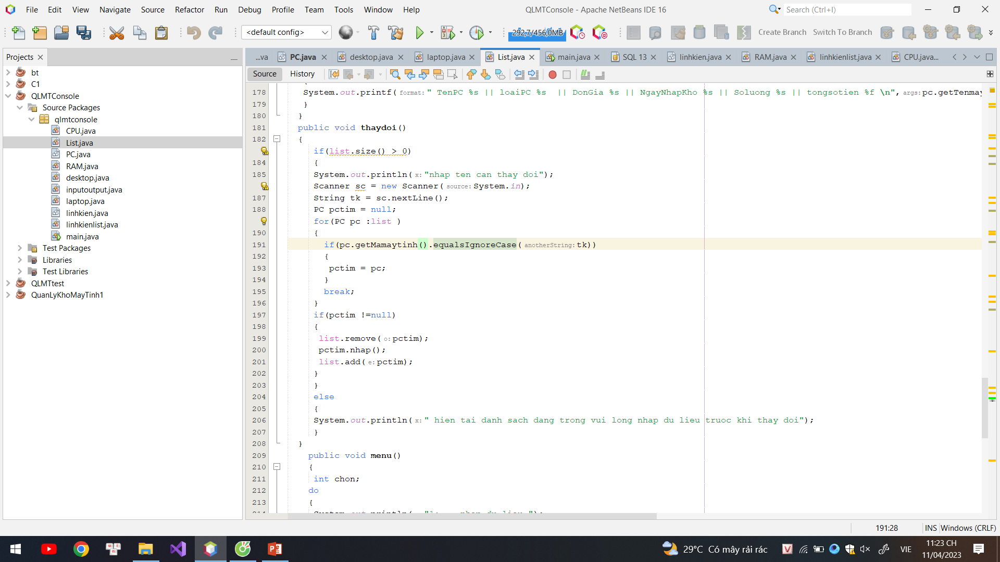 File Edit View Navigate Source Refactor Run Debug Profile Team Tools Window Help
QLMTConsole - Apache NetBeans IDE 16
Search (Ctrl+I)
<default config>
292,7/456,0MB
Create Branch Switch To Branch
Projects
...va PC.java desktop.java laptop.java List.java main.java SQL 13 linhkien.java RAM.java linhkienlist.java CPU.java...
Source History
bt
C1
QLMTConsole
Source Packages
qlmtconsole
CPU.java
List.java
PC.java
RAM.java
desktop.java
inputoutput.java
laptop.java
linhkien.java
linhkienlist.java
main.java
Test Packages
Libraries
Test Libraries
QLMTtest
QuanLyKhoMayTinh1
178 System.out.printf( format: " TenPC %s || loaiPC %s  || DonGia %s || NgayNhapKho %s || Soluong %s || tongsotien %f \n", args: pc.getTenmay
179 }
180 }
181 public void thaydoi()
182 {
if(list.size() > 0)
184 {
185 System.out.println( x: "nhap ten can thay doi");
Scanner sc = new Scanner( source: System.in);
187 String tk = sc.nextLine();
188 PC pctim = null;
for(PC pc :list )
190 {
191 if(pc.getMamaytinh().equalsIgnoreCase( anotherString: tk))
192 {
193 pctim = pc;
194 }
195 break;
196 }
197 if(pctim !=null)
198 {
199 list.remove( o: pctim);
200 pctim.nhap();
201 list.add( e: pctim);
202 }
203 }
204 else
205 {
206 System.out.println( x: " hien tai danh sach dang trong vui long nhap du lieu truoc khi thay doi");
207 }
208 }
209 public void menu()
210 {
211 int chon;
212 do
213 {
191:28 INS Windows (CRLF)
29°C Có mây rải rác
VIE
11:23 CH
11/04/2023